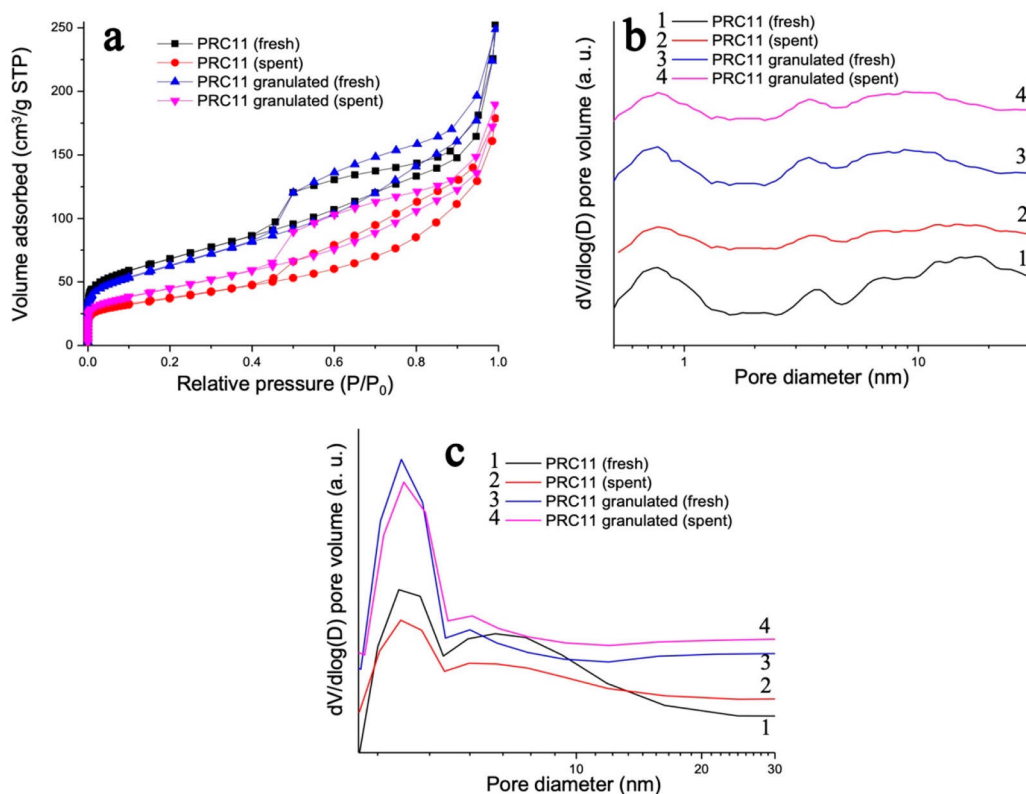 a
PRC11 (fresh)
PRC11 (spent)
PRC11 granulated (fresh)
PRC11 granulated (spent)
Volume adsorbed (cm³/g STP)
250
200
150
100
50
0
0.0 0.2 0.4 0.6 0.8 1.0
Relative pressure (P/P₀)
b
1 PRC11 (fresh)
2 PRC11 (spent)
3 PRC11 granulated (fresh)
4 PRC11 granulated (spent)
dV/dlog(D) pore volume (a. u.)
4
3
2
1
1 10
Pore diameter (nm)
c
1 PRC11 (fresh)
2 PRC11 (spent)
3 PRC11 granulated (fresh)
4 PRC11 granulated (spent)
dV/dlog(D) pore volume (a. u.)
4
3
2
1
10 20 30
Pore diameter (nm)